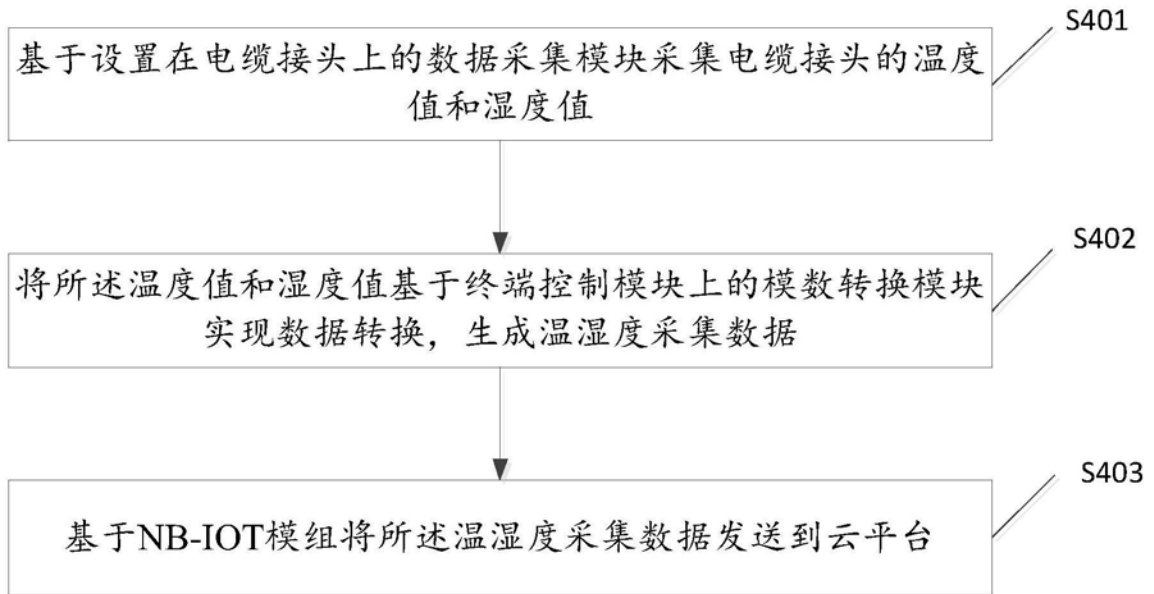 S401
基于设置在电缆接头上的数据采集模块采集电缆接头的温度
值和湿度值
S402
将所述温度值和湿度值基于终端控制模块上的模数转换模块
实现数据转换，生成温湿度采集数据
S403
基于NB-IOT模组将所述温湿度采集数据发送到云平台